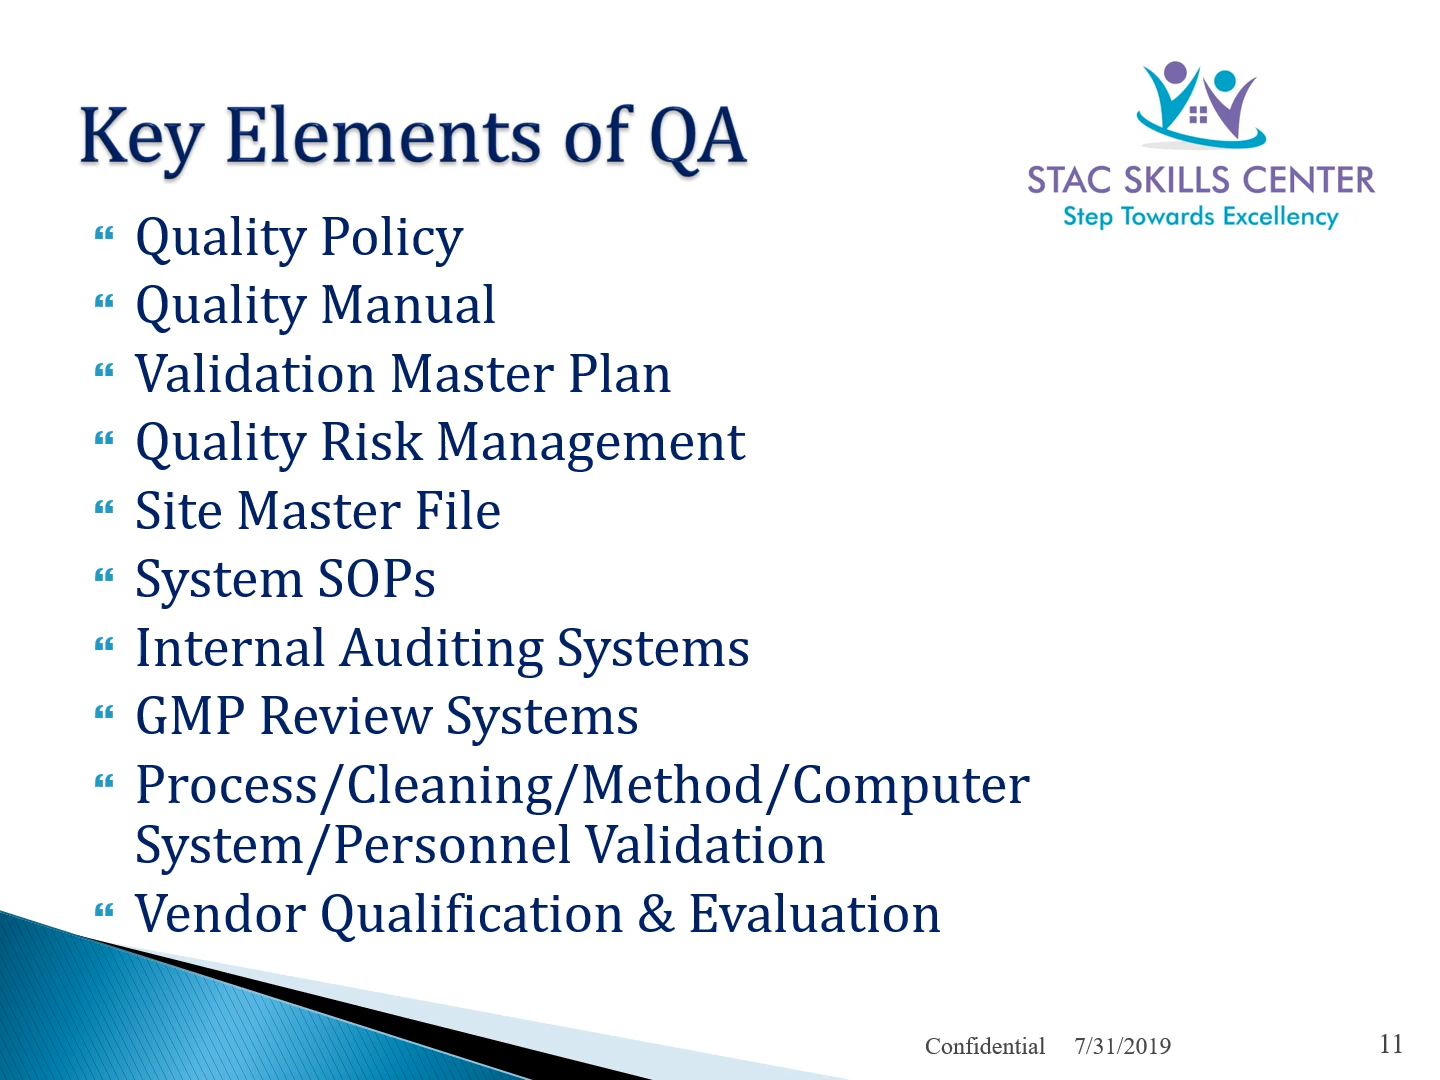 Key Elements of QA
STAC SKILLS CENTER
Step Towards Excellency
“ Quality Policy
“ Quality Manual
“ Validation Master Plan
“ Quality Risk Management
“ Site Master File
“ System SOPs
“ Internal Auditing Systems
“ GMP Review Systems
“ Process/Cleaning/Method/Computer
System/Personnel Validation
“ Vendor Qualification & Evaluation
Confidential 7/31/2019 11